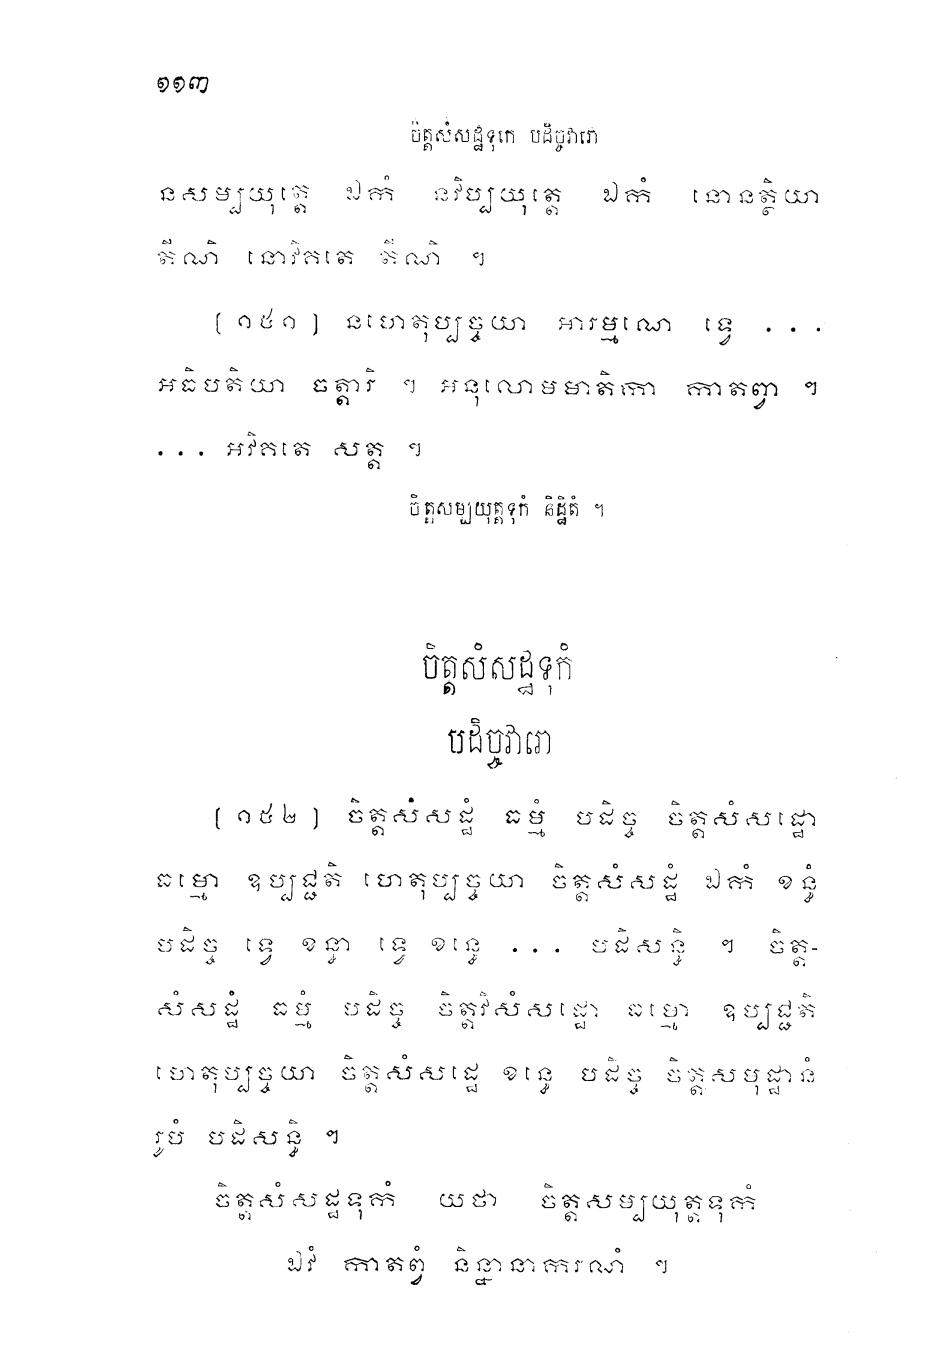 ១១៣
ចិត្តសំសដ្ឋទុកេ បដិច្ចវារោ
នសម្បយុត្តេ ឯកំ នវិប្បយុត្តេ ឯកំ នោនត្ថិយា
តីណិ នោវិគតេ តីណិ ។
[ ១៥១ ] នហេតុប្បច្ចយា អារម្មណេ ទ្វេ ...
អធិបតិយា ចត្តារិ ។ អនុលោមមាតិកា កាតព្វា ។
... អវិគតេ សត្ត ។
ចិត្តសម្បយុត្តទុកំ និដ្ឋិតំ ។
ចិត្តសំសដ្ឋទុកំ
បដិច្ចវារោ
[ ១៥២ ] ចិត្តសំសដ្ឋំ ធម្មំ បដិច្ច ចិត្តសំសដ្ឋោ
ធម្មោ ឧប្បជ្ជតិ ហេតុប្បច្ចយា ចិត្តសំសដ្ឋំ ឯកំ ខន្ធំ
បដិច្ច ទ្វេ ខន្ធា ទ្វេ ខន្ធេ ... បដិសន្ធិ ។ ចិត្ត-
សំសដ្ឋំ ធម្មំ បដិច្ច ចិត្តវិសំសដ្ឋោ ធម្មោ ឧប្បជ្ជតិ
ហេតុប្បច្ចយា ចិត្តសំសដ្ឋេ ខន្ធេ បដិច្ច ចិត្តសមុដ្ឋានំ
រូបំ បដិសន្ធិ ។
ចិត្តសំសដ្ឋទុកំ យថា ចិត្តសម្បយុត្តទុកំ
ឯវំ កាតព្វំ និន្នានាករណំ ។